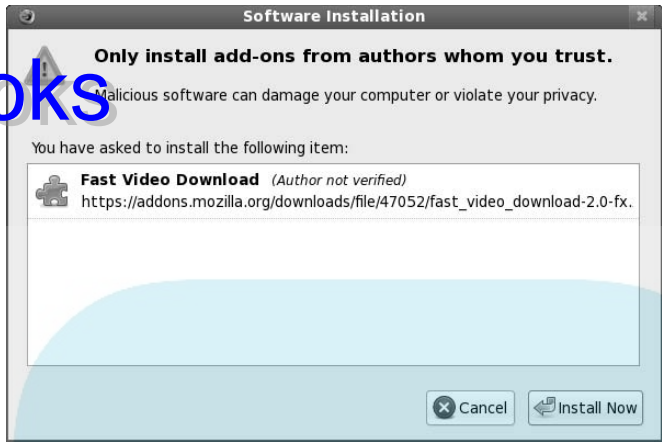 Software Installation
Only install add-ons from authors whom you trust.
Malicious software can damage your computer or violate your privacy.
You have asked to install the following item:
Fast Video Download (Author not verified)
https://addons.mozilla.org/downloads/file/47052/fast_video_download-2.0-fx.
Cancel
Install Now